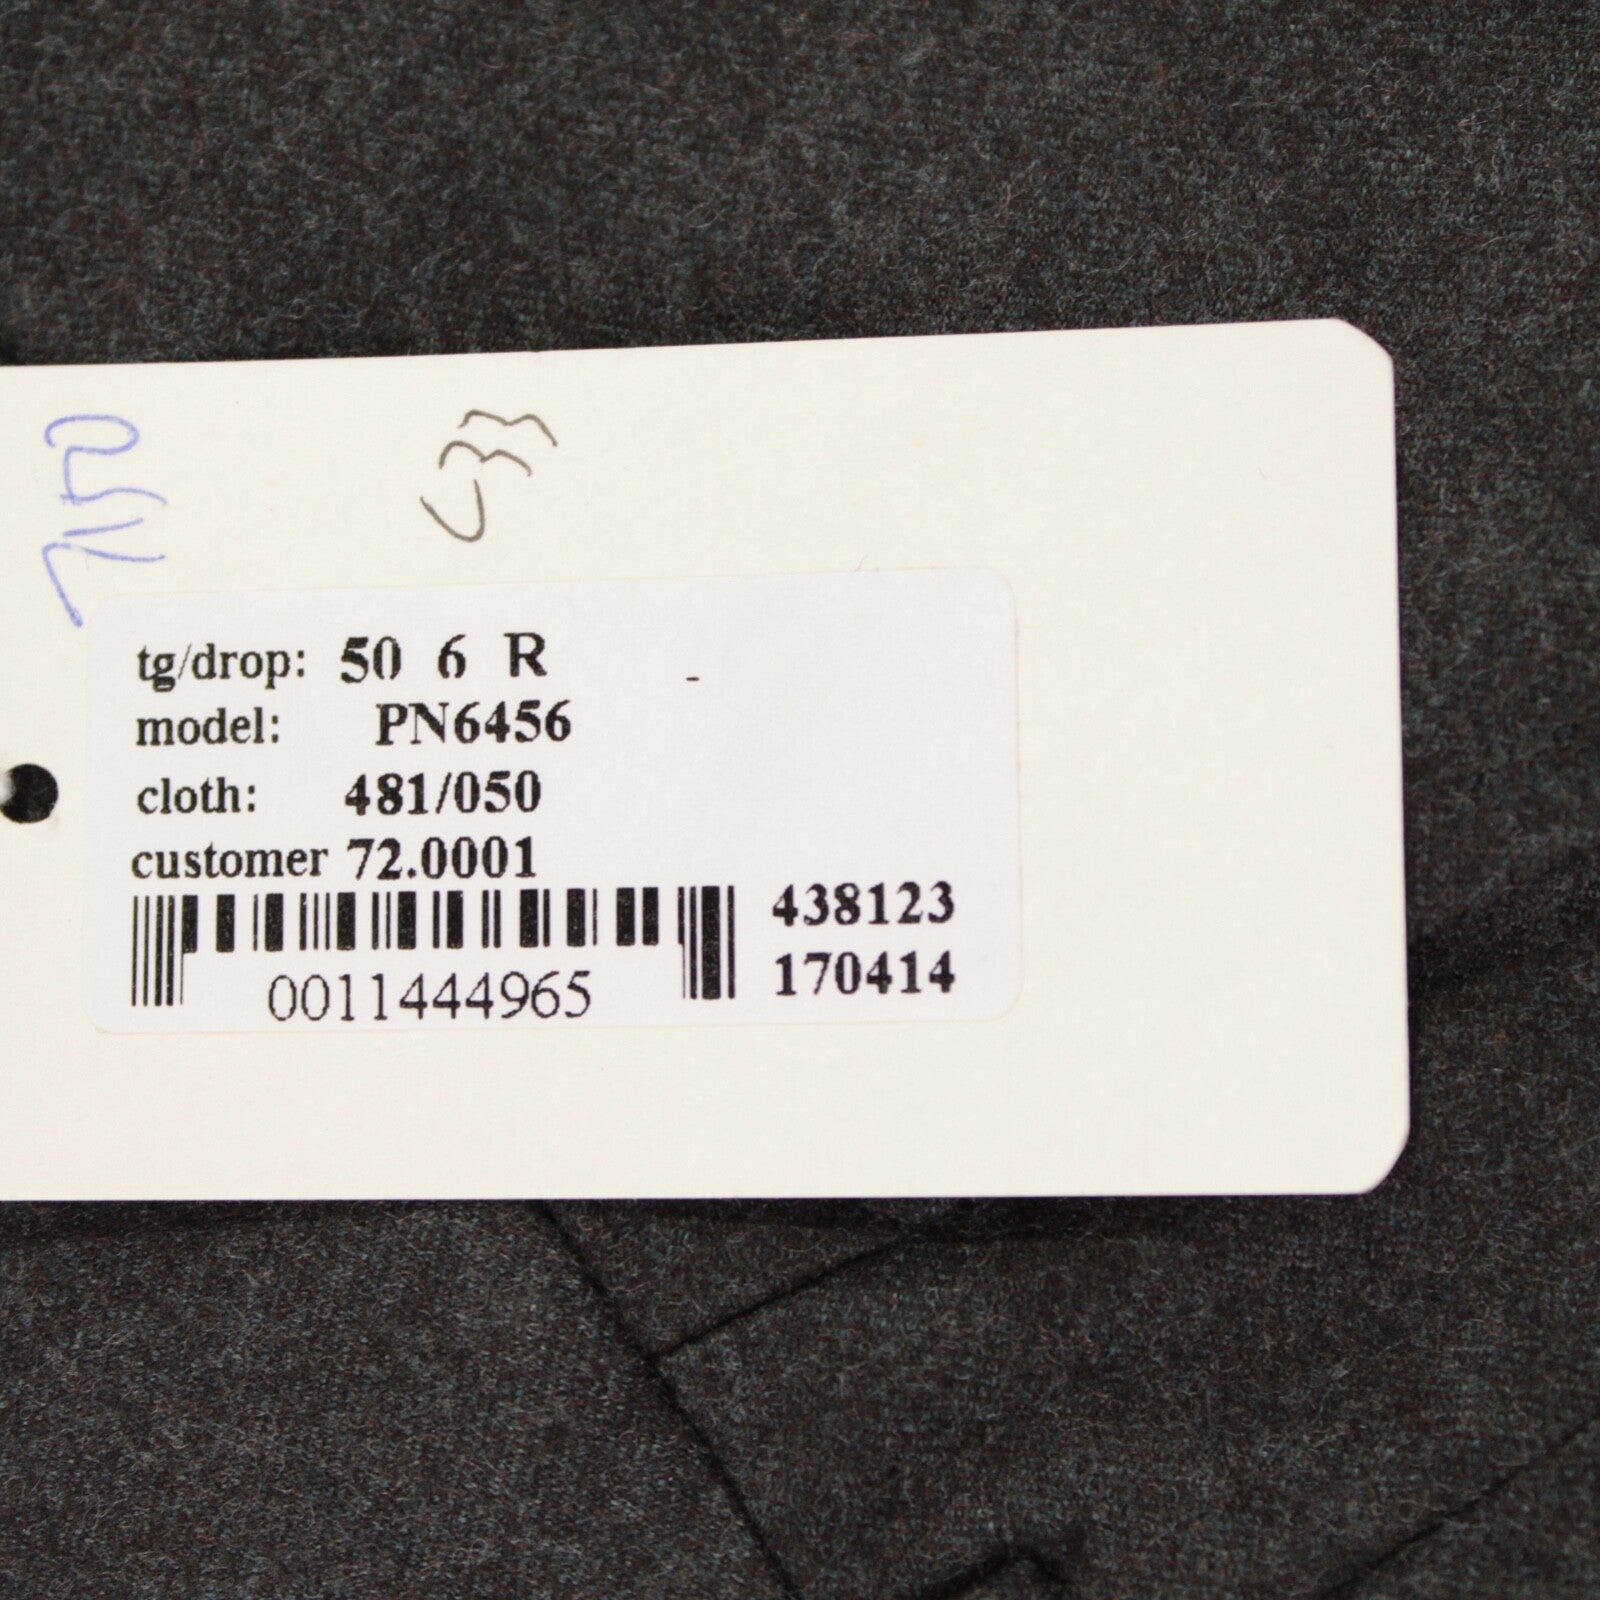 tg/drop: 50 6 R -
model: PN6456
cloth: 481/050
customer 72.0001
438123
0011444965
170414